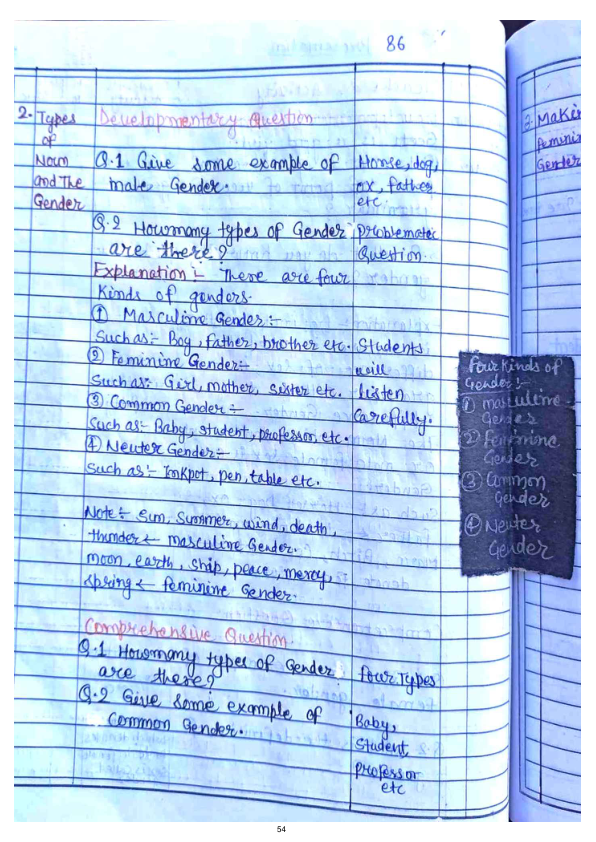 86
2. Types
of
Noun
and The
Gender
Developmentary Question
Q.1 Give some example of
male Gender.
Horse, dog,
ox, father
etc.
Q.2 Howmany types of Gender
are there?
problematic
Question
Explanation :- There are four
Kinds of genders.
① Masculine Gender :-
Such as :- Boy, father, brother etc.
② Feminine Gender :-
Such as :- Girl, mother, sister etc.
③ Common Gender :-
Such as :- Baby, student, professor, etc.
④ Neuter Gender :-
Such as :- Inkpot, pen, table etc.
Students
will
listen
Carefully.
Note :- Sun, Summer, wind, death,
thunder ← masculine Gender.
moon, earth, ship, peace, mercy,
spring ← feminine Gender.
Comprehensive Question
Q.1 Howmany types of Gender
are there?
four Types
Q.2 Give some example of
Common Gender.
Baby,
Student,
professor
etc
Four Kinds of
Gender :-
① masculine
Gender
② Feminine
Gender
③ Common
Gender
④ Neuter
Gender
Feminine
Gender
54